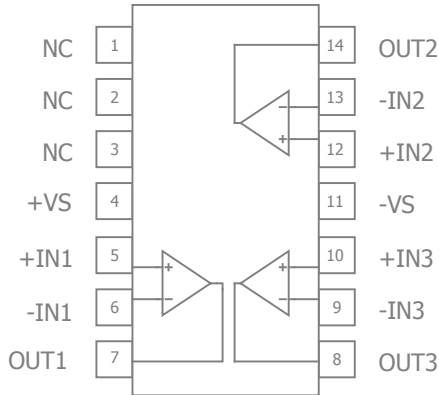 NC 1 14 OUT2
NC 2 - 13 -IN2
NC 3 + 12 +IN2
+VS 4 11 -VS
+IN1 5 + + 10 +IN3
-IN1 6 - - 9 -IN3
OUT1 7 8 OUT3